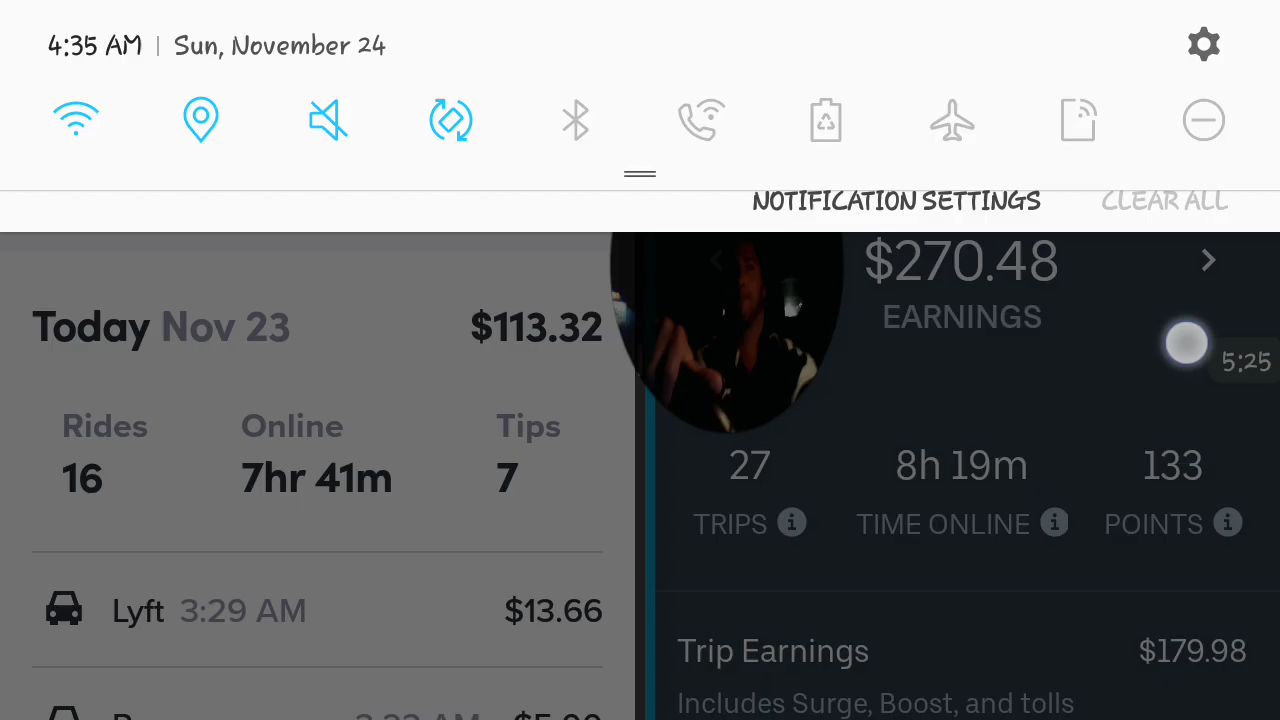 4:35 AM | Sun, November 24
NOTIFICATION SETTINGS CLEAR ALL
$270.48
EARNINGS
Today Nov 23 $113.32
5:25
Rides Online Tips
16 7hr 41m 7
27 8h 19m 133
TRIPS TIME ONLINE POINTS
Lyft 3:29 AM $13.66
Trip Earnings $179.98
Includes Surge, Boost, and tolls